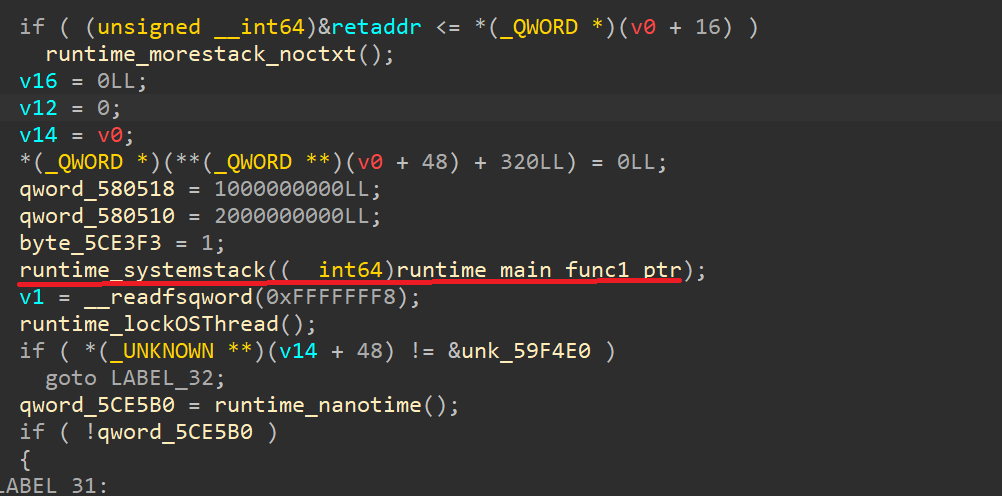 if ( (unsigned __int64)&retaddr <= *(_QWORD *)(v0 + 16) )
runtime_morestack_noctxt();
v16 = 0LL;
v12 = 0;
v14 = v0;
*(_QWORD *)(**(_QWORD **)(v0 + 48) + 320LL) = 0LL;
qword_580518 = 1000000000LL;
qword_580510 = 2000000000LL;
byte_5CE3F3 = 1;
runtime_systemstack((__int64)runtime_main_func1_ptr);
v1 = __readfsqword(0xFFFFFFF8);
runtime_lockOSThread();
if ( *(_UNKNOWN **)(v14 + 48) != &unk_59F4E0 )
goto LABEL_32;
qword_5CE5B0 = runtime_nanotime();
if ( !qword_5CE5B0 )
{
LABEL_31: